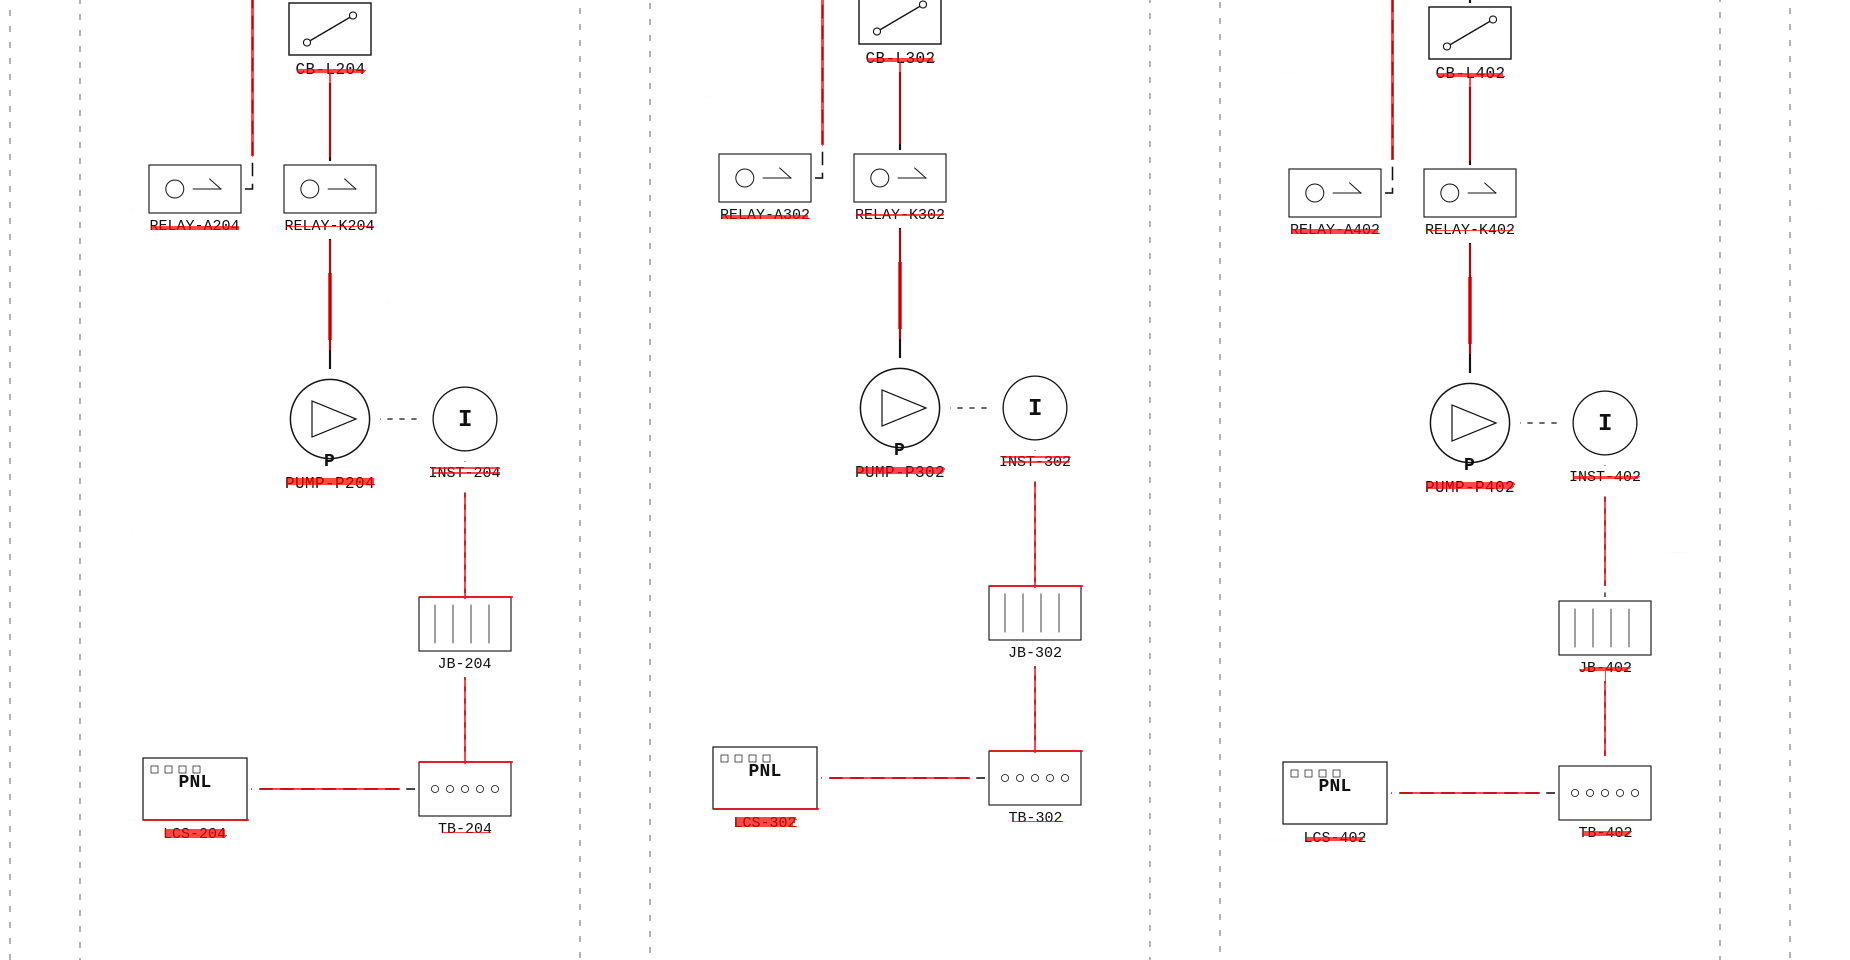 CB-L204
CB-L302
CB-L402
RELAY-A204
RELAY-K204
RELAY-A302
RELAY-K302
RELAY-A402
RELAY-K402
I
P
PUMP-P204
INST-204
I
P
PUMP-P302
INST-302
I
P
PUMP-P402
INST-402
JB-204
JB-302
JB-402
PNL
LCS-204
TB-204
PNL
LCS-302
TB-302
PNL
LCS-402
TB-402